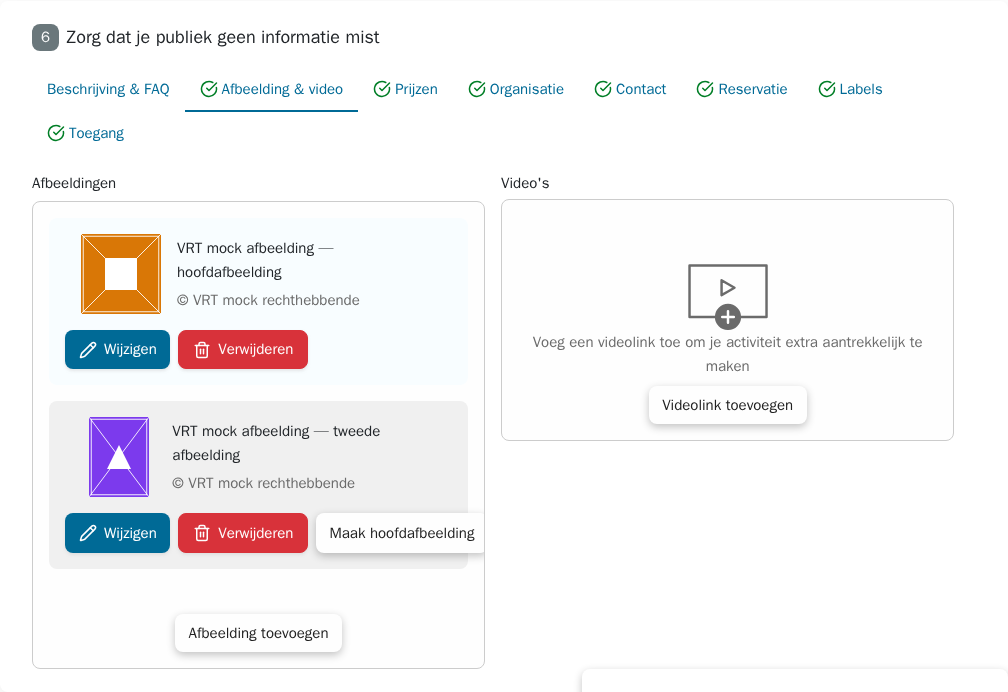 6 Zorg dat je publiek geen informatie mist
Beschrijving & FAQ Afbeelding & video Prijzen Organisatie Contact Reservatie Labels
Toegang
Afbeeldingen
VRT mock afbeelding —
hoofdafbeelding
© VRT mock rechthebbende
Wijzigen Verwijderen
VRT mock afbeelding — tweede
afbeelding
© VRT mock rechthebbende
Wijzigen Verwijderen Maak hoofdafbeelding
Afbeelding toevoegen
Video's
Voeg een videolink toe om je activiteit extra aantrekkelijk te
maken
Videolink toevoegen